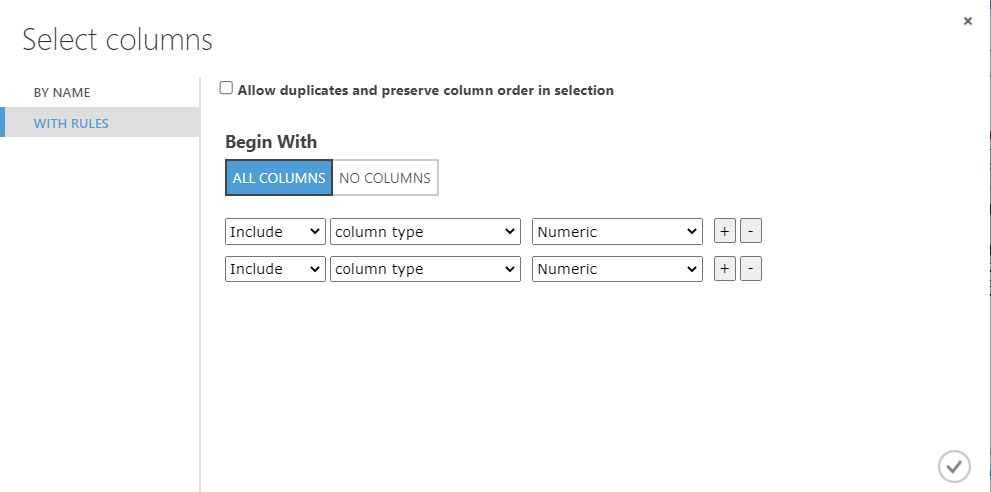 Select columns
×
BY NAME
WITH RULES
Allow duplicates and preserve column order in selection
Begin With
ALL COLUMNS NO COLUMNS
Include column type Numeric + -
Include column type Numeric + -